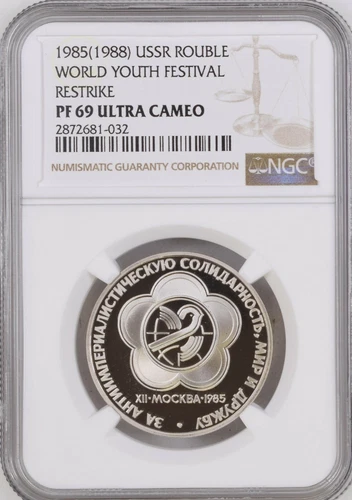 1985(1988) USSR ROUBLE
WORLD YOUTH FESTIVAL
RESTRIKE
PF 69 ULTRA CAMEO
2872681-032
NUMISMATIC GUARANTY CORPORATION
NGC
ЗА АНТИИМПЕРИАЛИСТИЧЕСКУЮ СОЛИДАРНОСТЬ, МИР И ДРУЖБУ
XII·МОСКВА·1985